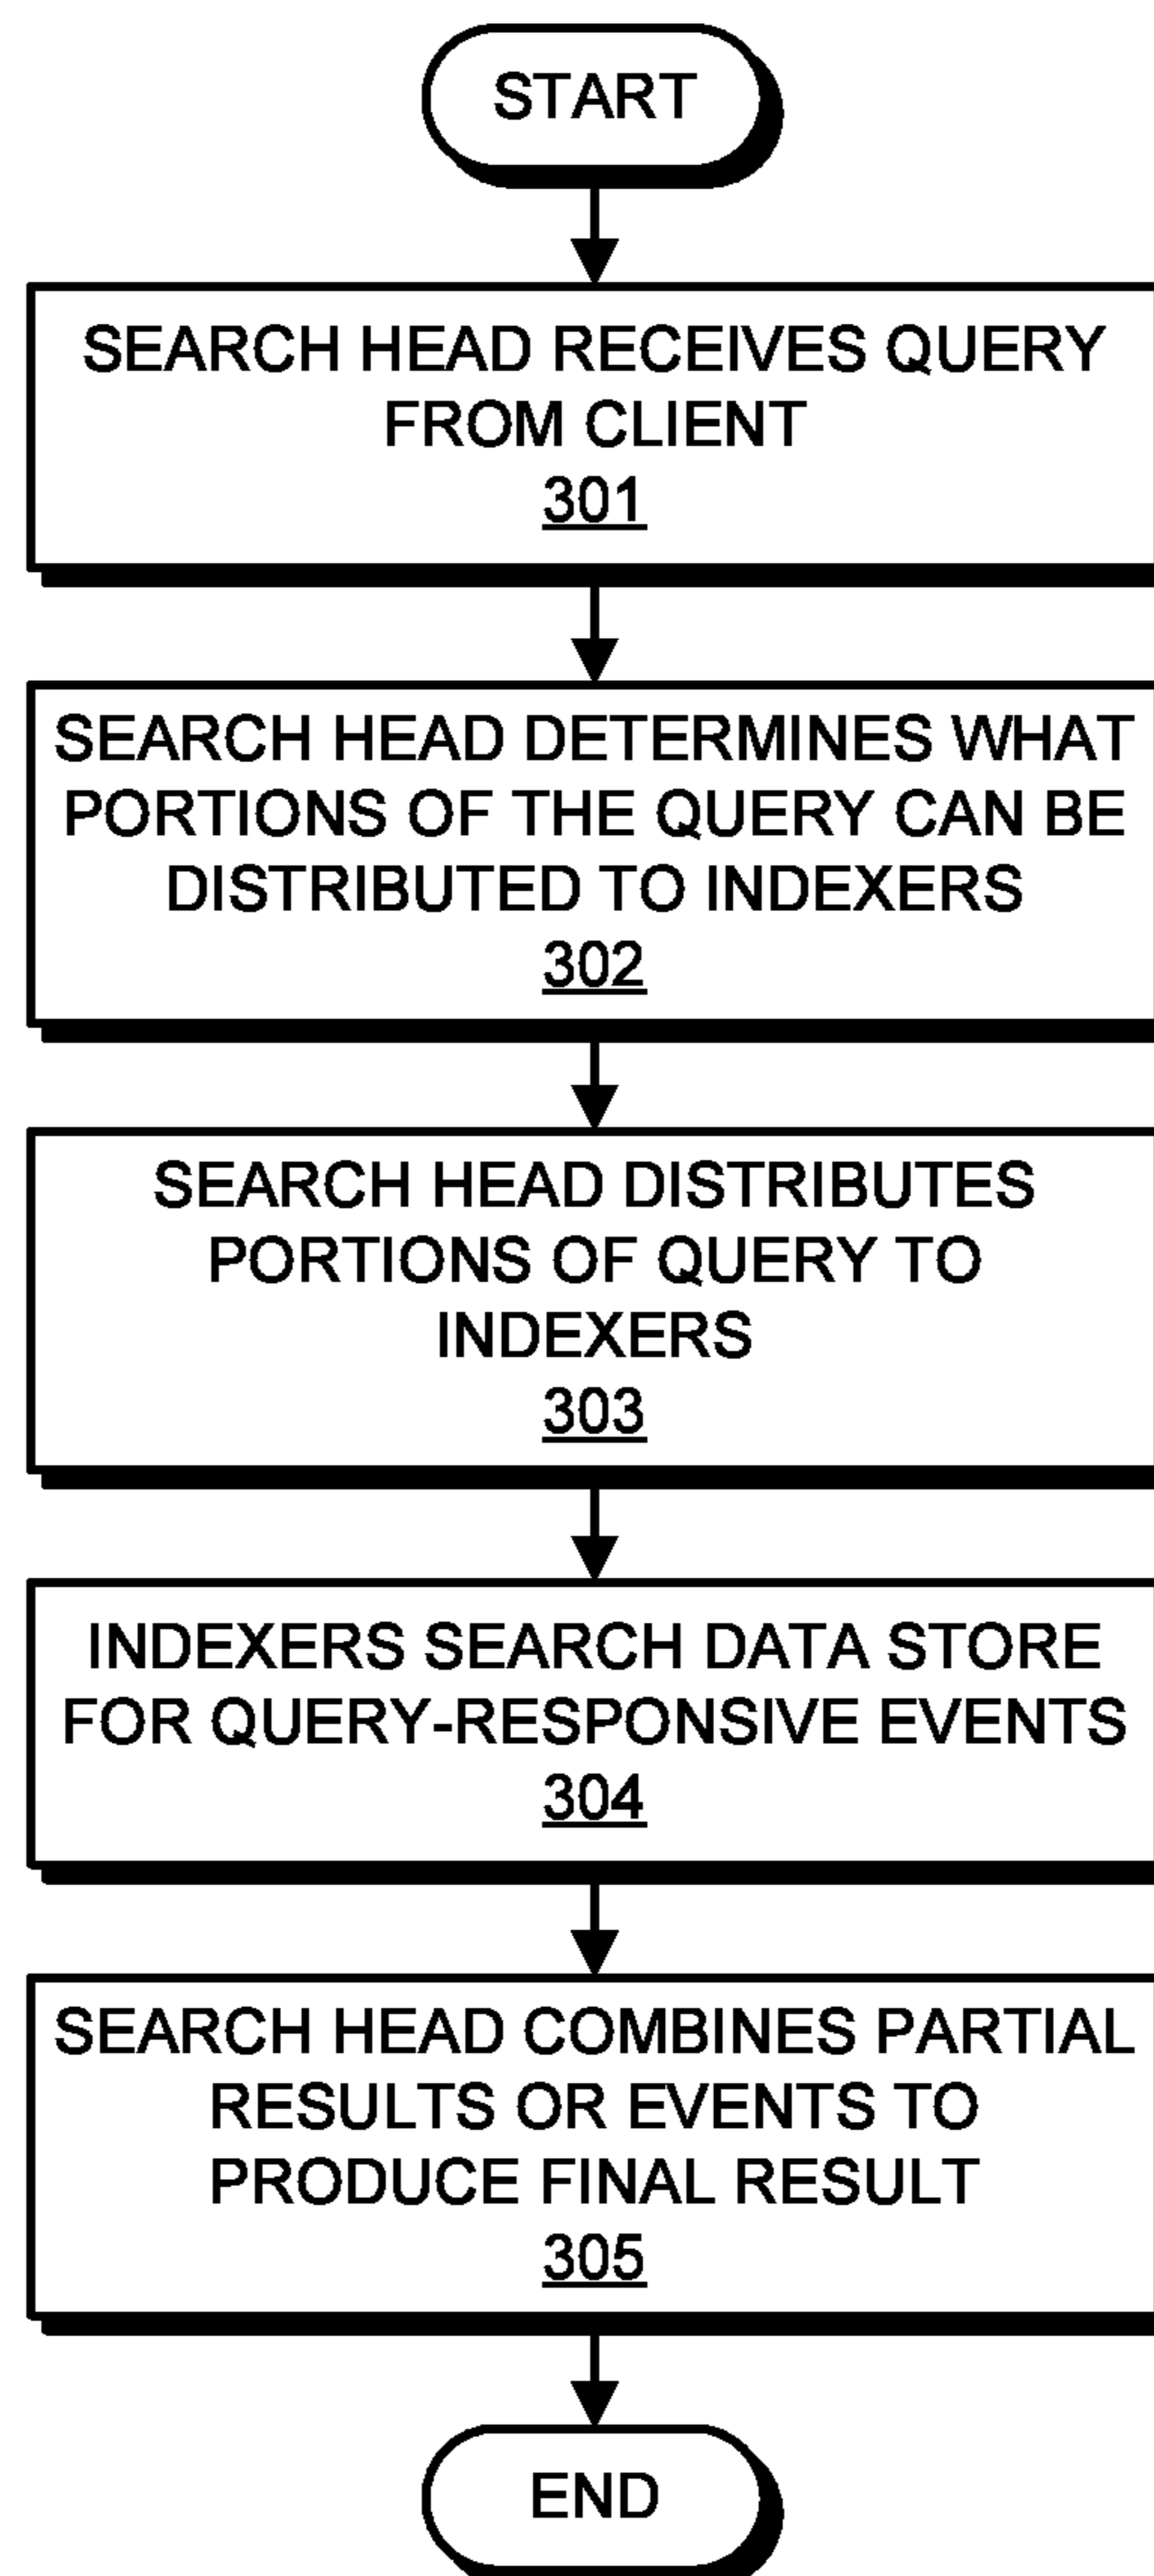 START
SEARCH HEAD RECEIVES QUERY
FROM CLIENT
301
SEARCH HEAD DETERMINES WHAT
PORTIONS OF THE QUERY CAN BE
DISTRIBUTED TO INDEXERS
302
SEARCH HEAD DISTRIBUTES
PORTIONS OF QUERY TO
INDEXERS
303
INDEXERS SEARCH DATA STORE
FOR QUERY-RESPONSIVE EVENTS
304
SEARCH HEAD COMBINES PARTIAL
RESULTS OR EVENTS TO
PRODUCE FINAL RESULT
305
END